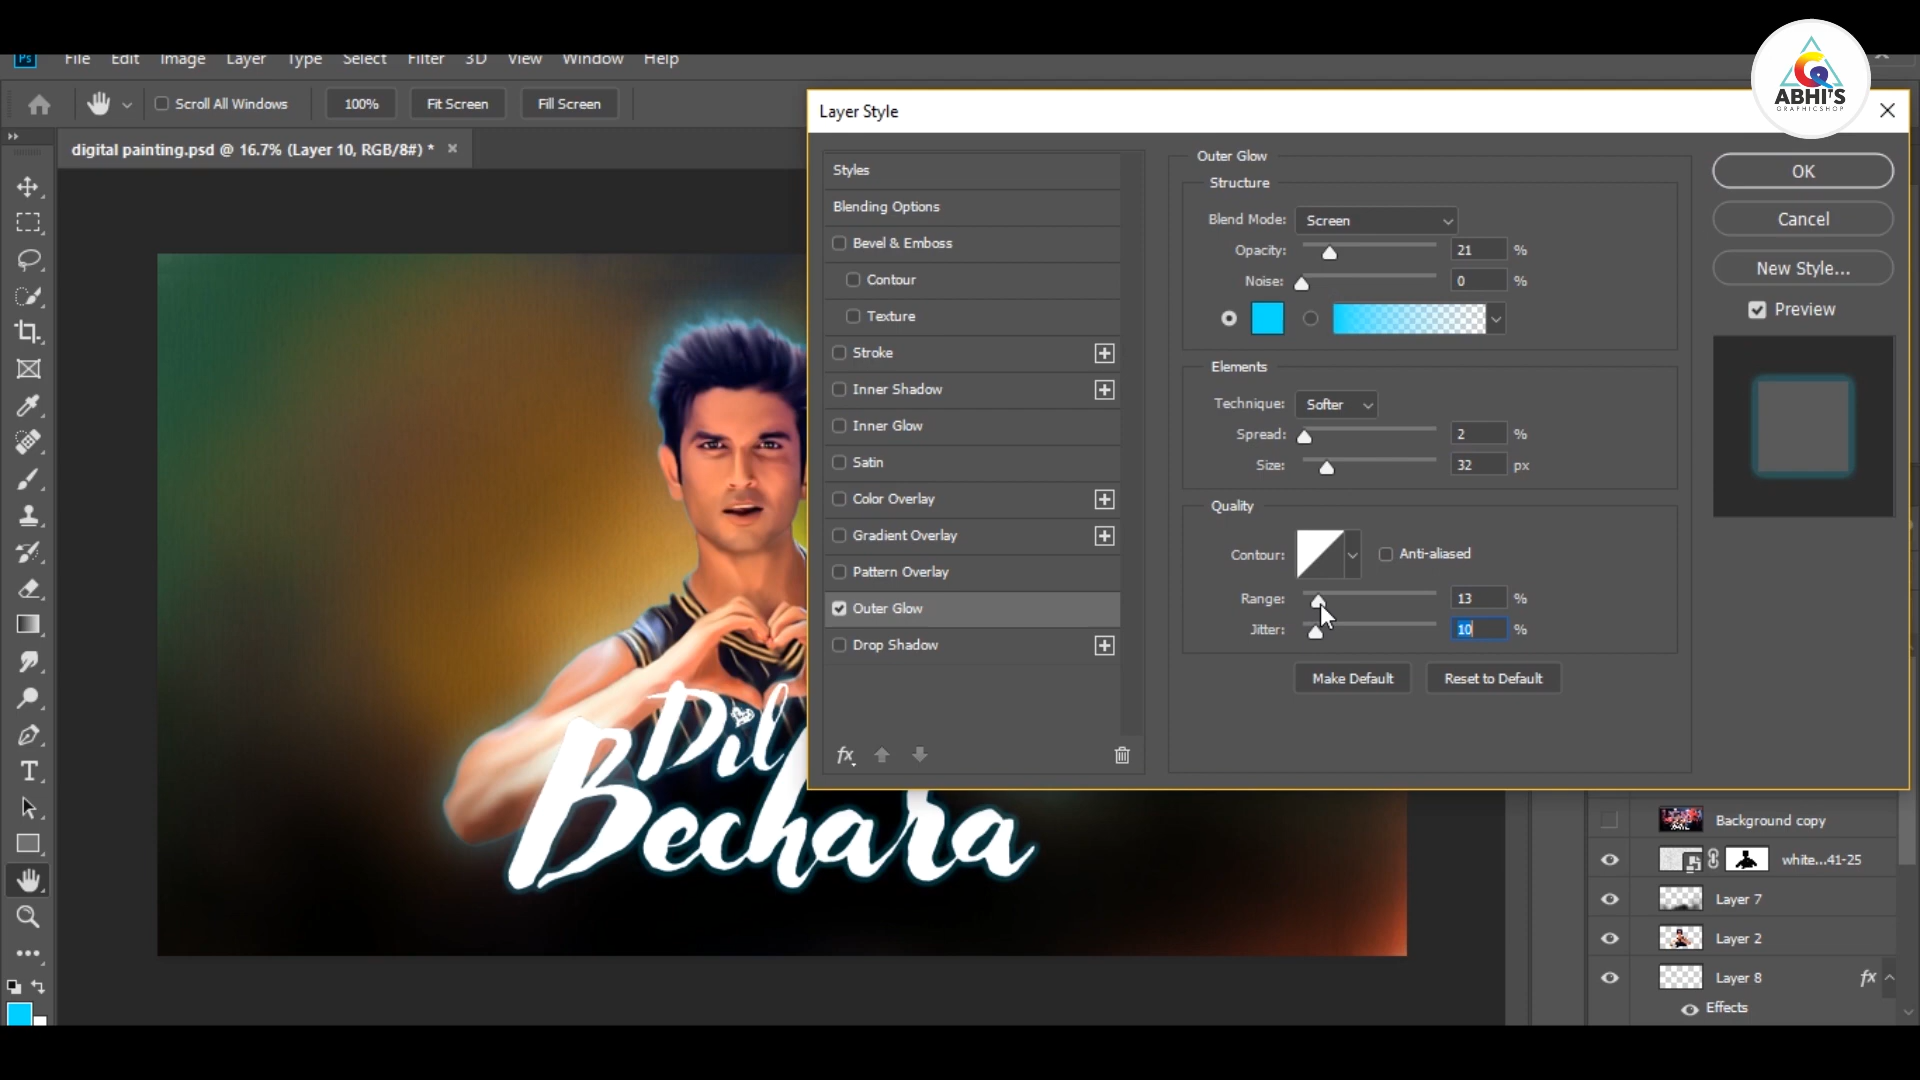 ABHI'S
GRAPHICSHOP
Ps File Edit Image Layer Type Select Filter 3D View Window Help
Scroll All Windows 100% Fit Screen Fill Screen
digital painting.psd @ 16.7% (Layer 10, RGB/8#) *
Layer Style
Styles
Blending Options
Bevel & Emboss
Contour
Texture
Stroke
Inner Shadow
Inner Glow
Satin
Color Overlay
Gradient Overlay
Pattern Overlay
Outer Glow
Drop Shadow
fx
Outer Glow
Structure
Blend Mode: Screen
Opacity: 21 %
Noise: 0 %
Elements
Technique: Softer
Spread: 2 %
Size: 32 px
Quality
Contour: Anti-aliased
Range: 13 %
Jitter: 10 %
Make Default Reset to Default
OK
Cancel
New Style...
Preview
Dil
Bechara
Background copy
white...41-25
Layer 7
Layer 2
Layer 8 fx
Effects